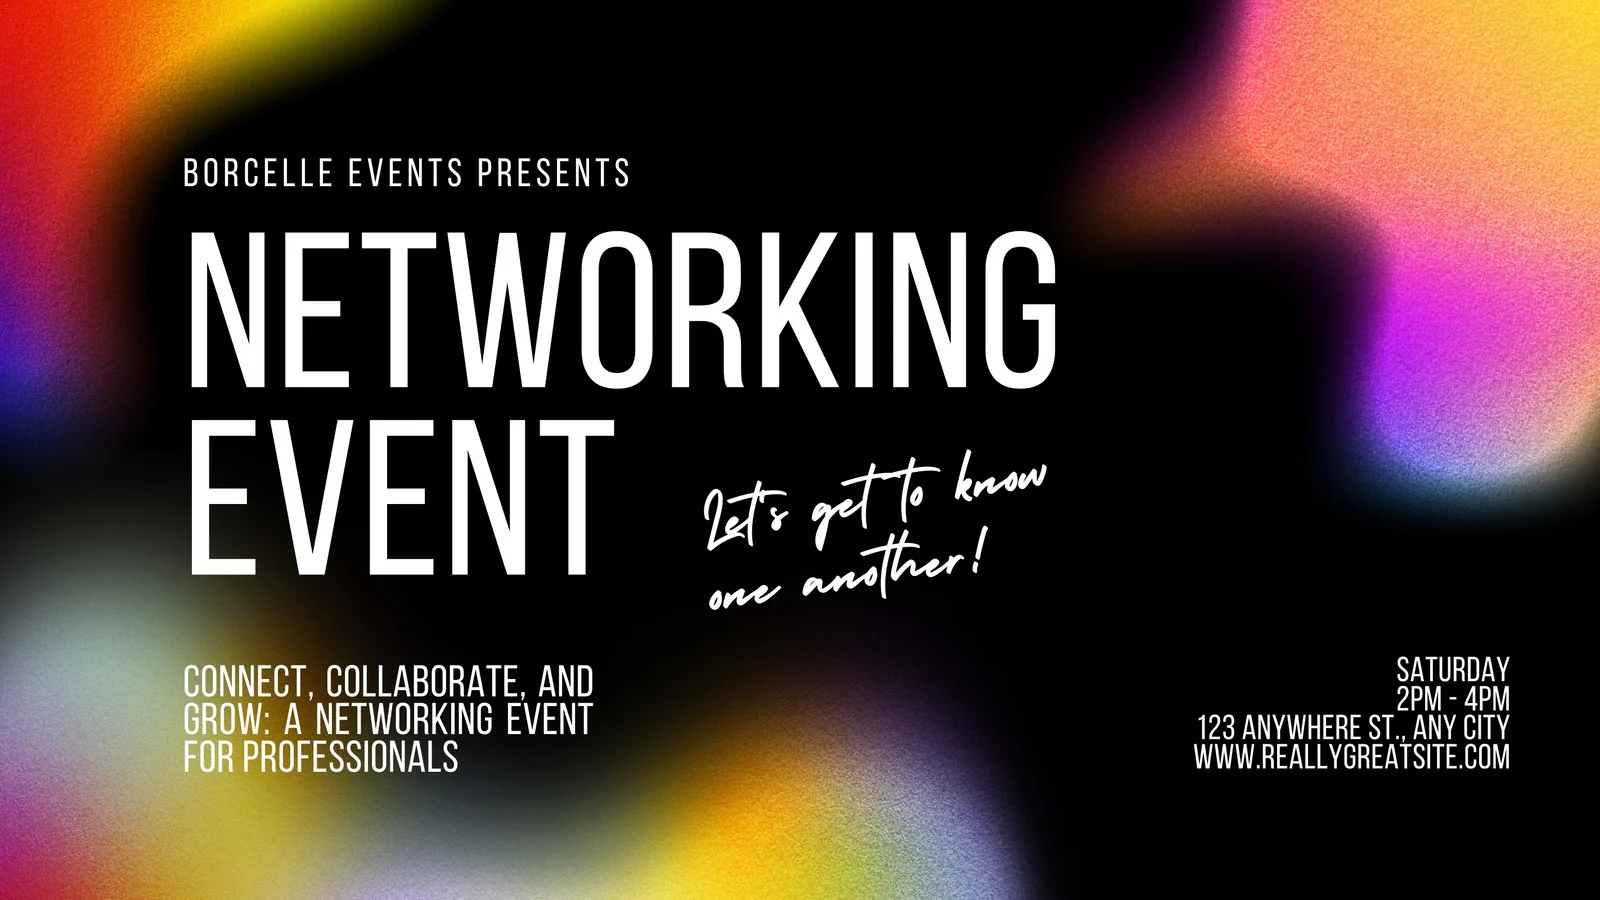 BORCELLE EVENTS PRESENTS
NETWORKING
EVENT
Let's get to know
one another!
CONNECT, COLLABORATE, AND
GROW: A NETWORKING EVENT
FOR PROFESSIONALS
SATURDAY
2PM - 4PM
123 ANYWHERE ST., ANY CITY
WWW.REALLYGREATSITE.COM